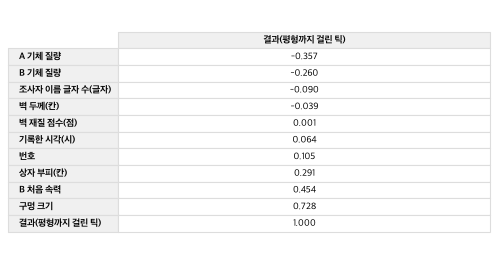 결과(평형까지 걸린 틱)
A 기체 질량 -0.357
B 기체 질량 -0.260
조사자 이름 글자 수(글자) -0.090
벽 두께(칸) -0.039
벽 재질 점수(점) 0.001
기록한 시각(시) 0.064
번호 0.105
상자 부피(칸) 0.291
B 처음 속력 0.454
구멍 크기 0.728
결과(평형까지 걸린 틱) 1.000